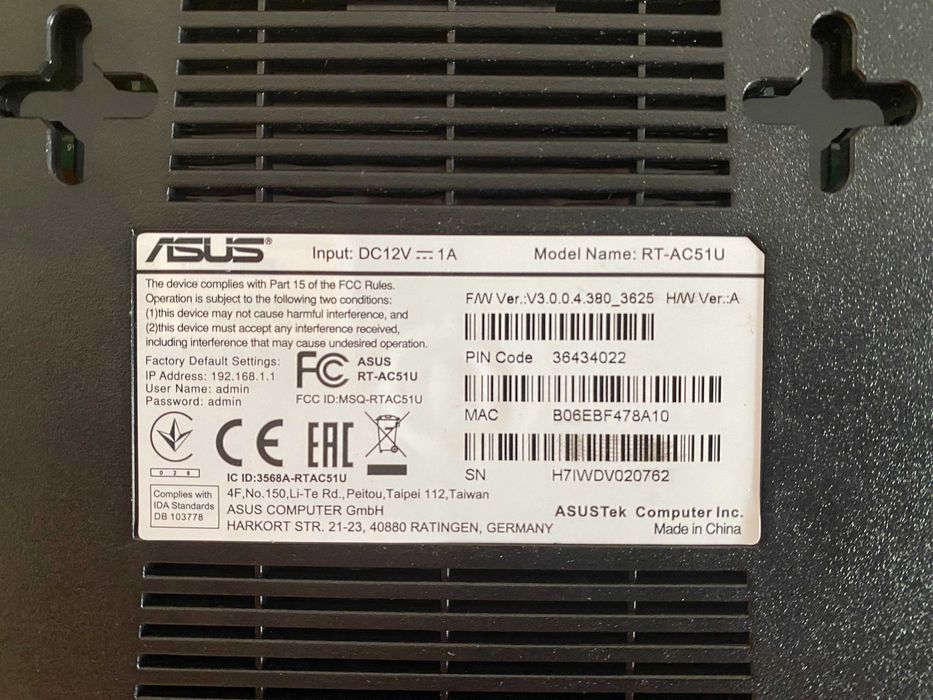 ASUS® Input: DC12V ⎓ 1A Model Name: RT-AC51U
The device complies with Part 15 of the FCC Rules.
Operation is subject to the following two conditions:
(1)this device may not cause harmful interference, and
(2)this device must accept any interference received,
including interference that may cause undesired operation.
Factory Default Settings:
IP Address: 192.168.1.1
User Name: admin
Password: admin
FC ASUS
RT-AC51U
FCC ID:MSQ-RTAC51U
F/W Ver.:V3.0.0.4.380_3625 H/W Ver.:A
PIN Code 36434022
MAC B06EBF478A10
SN H7IWDV020762
026
CE EAC
IC ID:3568A-RTAC51U
Complies with
IDA Standards
DB 103778
4F,No.150,Li-Te Rd.,Peitou,Taipei 112,Taiwan
ASUS COMPUTER GmbH
HARKORT STR. 21-23, 40880 RATINGEN, GERMANY
ASUSTek Computer Inc.
Made in China